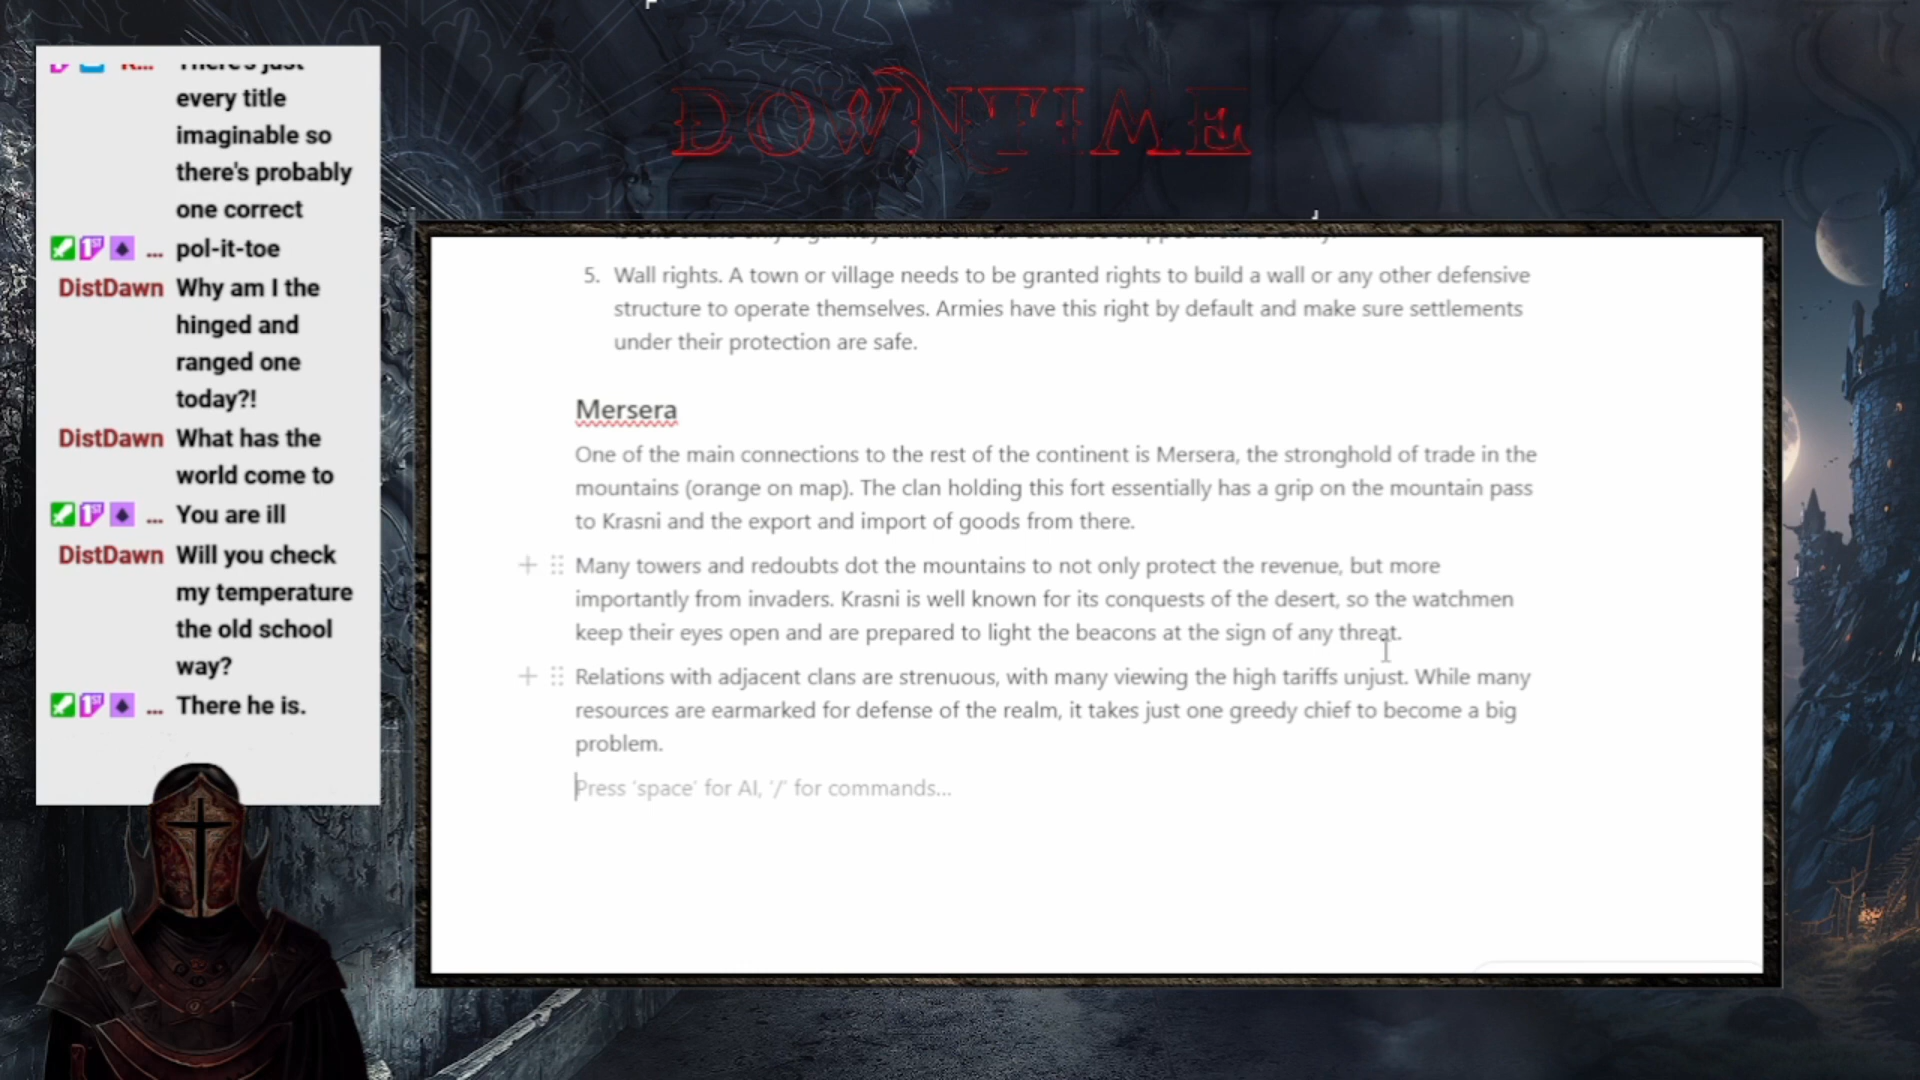 DOWNTIME
There's just
every title
imaginable so
there's probably
one correct
... pol-it-toe
DistDawn Why am I the
hinged and
ranged one
today?!
DistDawn What has the
world come to
... You are ill
DistDawn Will you check
my temperature
the old school
way?
... There he is.
5. Wall rights. A town or village needs to be granted rights to build a wall or any other defensive
structure to operate themselves. Armies have this right by default and make sure settlements
under their protection are safe.
Mersera
One of the main connections to the rest of the continent is Mersera, the stronghold of trade in the
mountains (orange on map). The clan holding this fort essentially has a grip on the mountain pass
to Krasni and the export and import of goods from there.
Many towers and redoubts dot the mountains to not only protect the revenue, but more
importantly from invaders. Krasni is well known for its conquests of the desert, so the watchmen
keep their eyes open and are prepared to light the beacons at the sign of any threat.
Relations with adjacent clans are strenuous, with many viewing the high tariffs unjust. While many
resources are earmarked for defense of the realm, it takes just one greedy chief to become a big
problem.
Press 'space' for AI, '/' for commands...